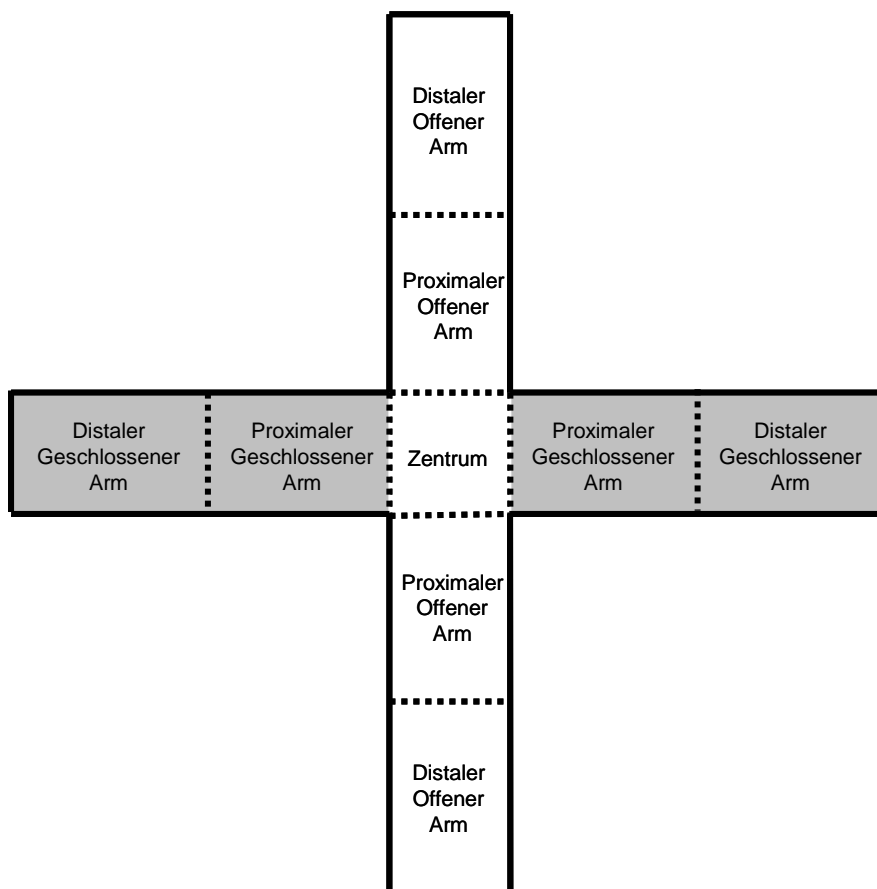 Distaler
Offener
Arm
Proximaler
Offener
Arm
Distaler
Geschlossener
Arm
Proximaler
Geschlossener
Arm
Zentrum
Proximaler
Geschlossener
Arm
Distaler
Geschlossener
Arm
Proximaler
Offener
Arm
Distaler
Offener
Arm